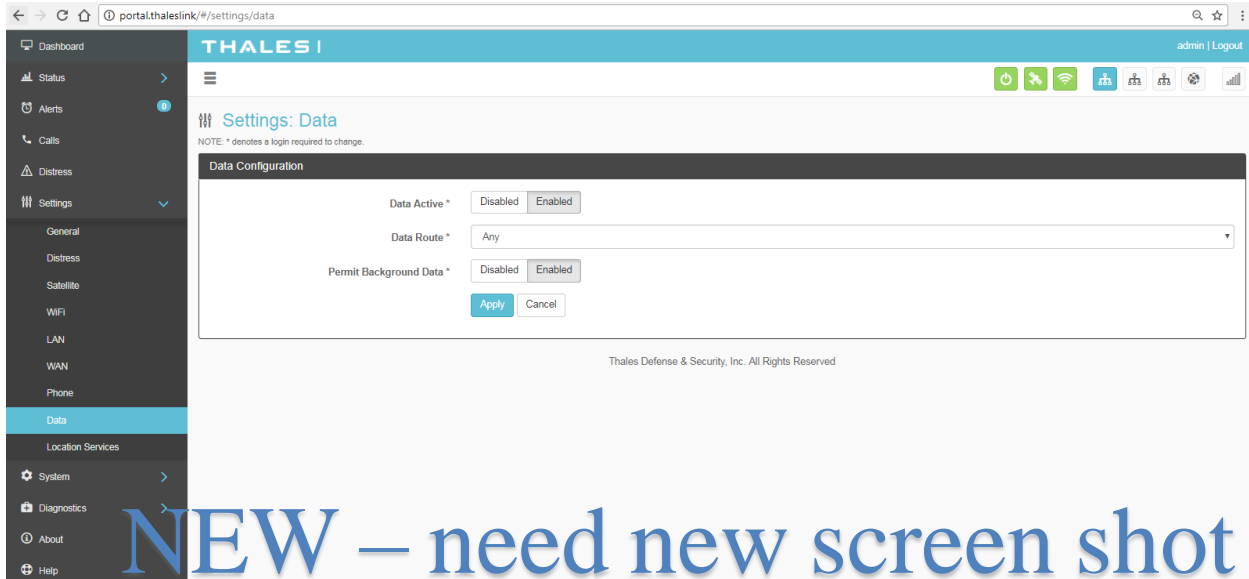 portal.thaleslink/#/settings/data
Dashboard
THALES
admin | Logout
Status
Alerts 0
Calls
Distress
Settings
General
Distress
Satellite
WiFi
LAN
WAN
Phone
Data
Location Services
System
Diagnostics
About
Help
Settings: Data
NOTE: * denotes a login required to change.
Data Configuration
Data Active * Disabled Enabled
Data Route * Any
Permit Background Data * Disabled Enabled
Apply Cancel
Thales Defense & Security, Inc. All Rights Reserved
NEW – need new screen shot